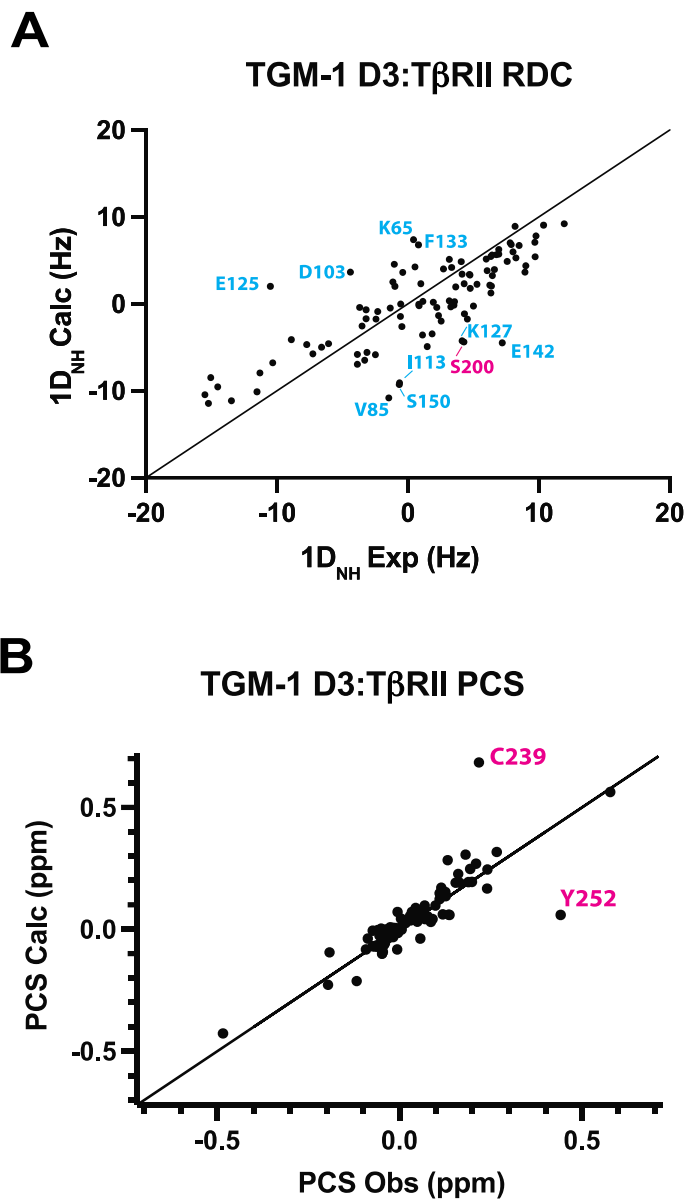 A
TGM-1 D3:TβRII RDC
20
10
0
-10
-20
1D_NH Calc (Hz)
K65
F133
D103
E125
K127
E142
I113
S200
S150
V85
-20
-10
0
10
20
1D_NH Exp (Hz)
B
TGM-1 D3:TβRII PCS
C239
0.5
Y252
0.0
-0.5
PCS Calc (ppm)
-0.5
0.0
0.5
PCS Obs (ppm)